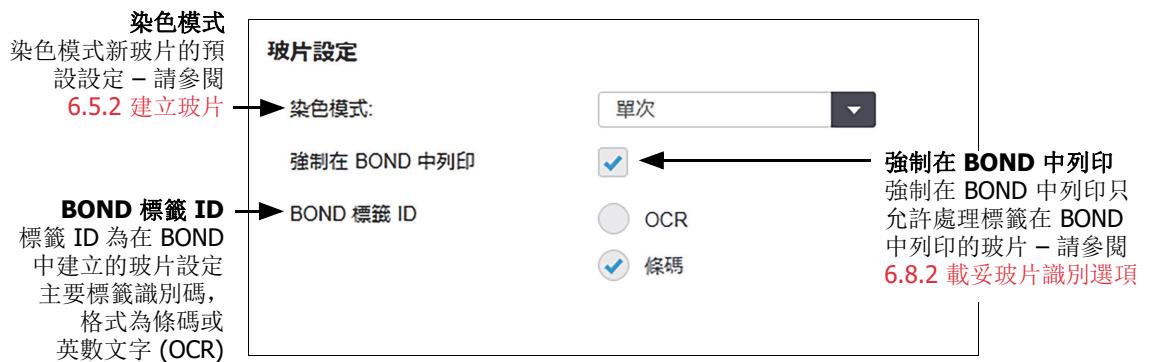 染色模式
染色模式新玻片的預
設設定 – 請參閱
6.5.2 建立玻片
BOND 標籤 ID
標籤 ID 為在 BOND
中建立的玻片設定
主要標籤識別碼，
格式為條碼或
英數文字 (OCR)
玻片設定
染色模式:
單次
強制在 BOND 中列印
BOND 標籤 ID
OCR
條碼
強制在 BOND 中列印
強制在 BOND 中列印只
允許處理標籤在 BOND
中列印的玻片 – 請參閱
6.8.2 載妥玻片識別選項